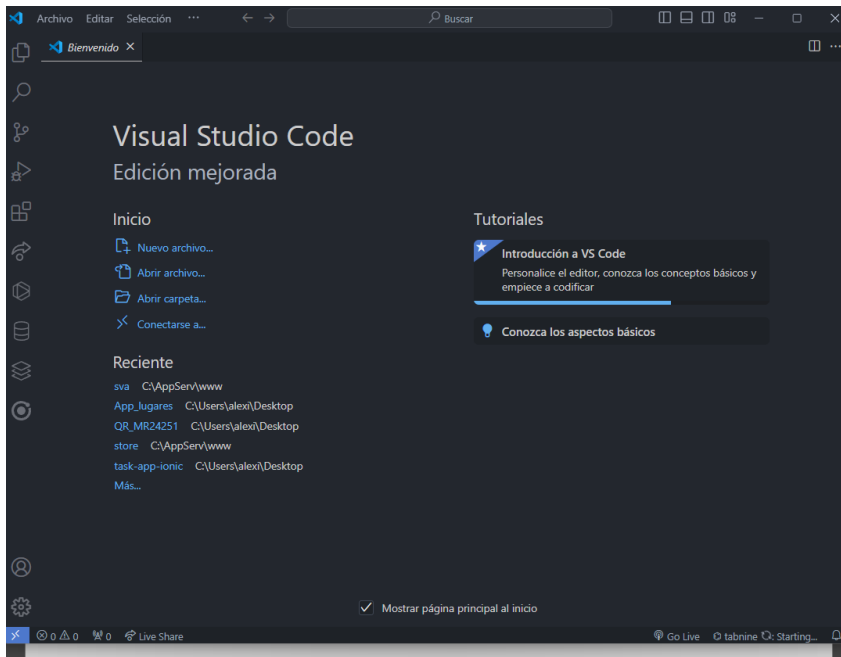 Archivo Editar Selección ··· Buscar
Bienvenido
Visual Studio Code
Edición mejorada
Inicio
Nuevo archivo...
Abrir archivo...
Abrir carpeta...
Conectarse a...
Reciente
sva C:\AppServ\www
App_lugares C:\Users\alexi\Desktop
QR_MR24251 C:\Users\alexi\Desktop
store C:\AppServ\www
task-app-ionic C:\Users\alexi\Desktop
Más...
Tutoriales
Introducción a VS Code
Personalice el editor, conozca los conceptos básicos y
empiece a codificar
Conozca los aspectos básicos
Mostrar página principal al inicio
0 0 0 Live Share Go Live tabnine : Starting...